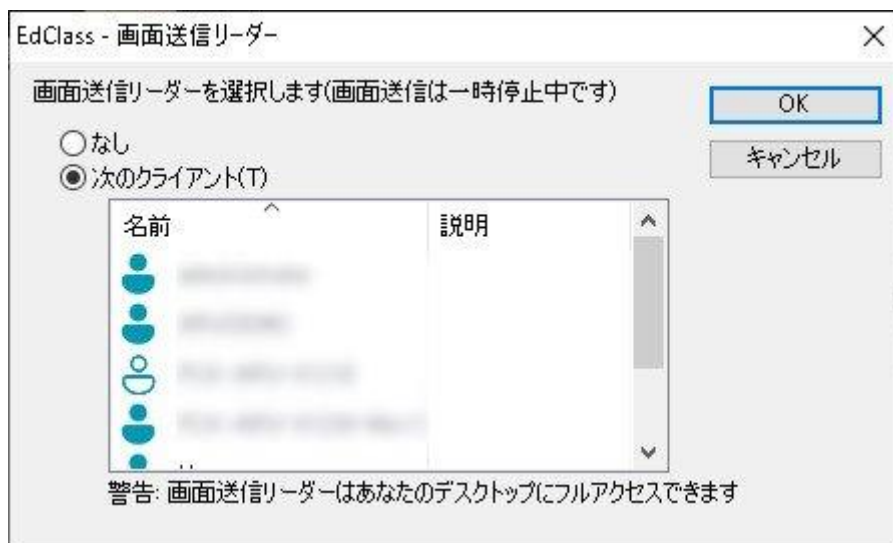 EdClass - 画面送信リーダー
画面送信リーダーを選択します(画面送信は一時停止中です)
OK
キャンセル
なし
次のクライアント(T)
名前
説明
警告: 画面送信リーダーはあなたのデスクトップにフルアクセスできます